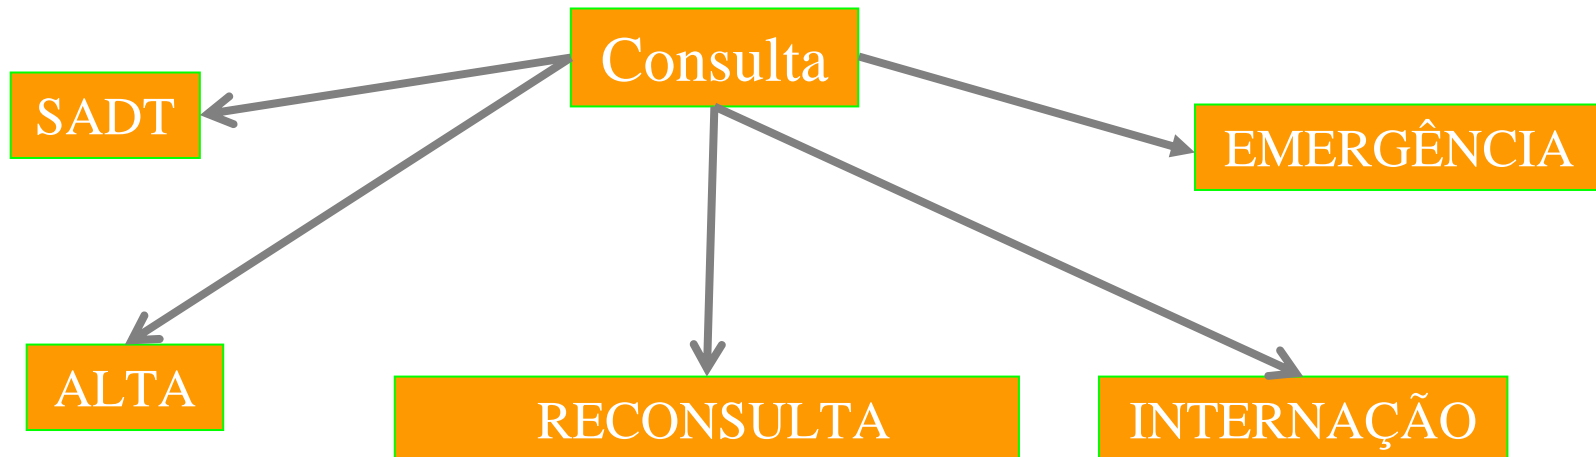 Consulta
SADT
EMERGÊNCIA
ALTA
RECONSULTA
INTERNAÇÃO